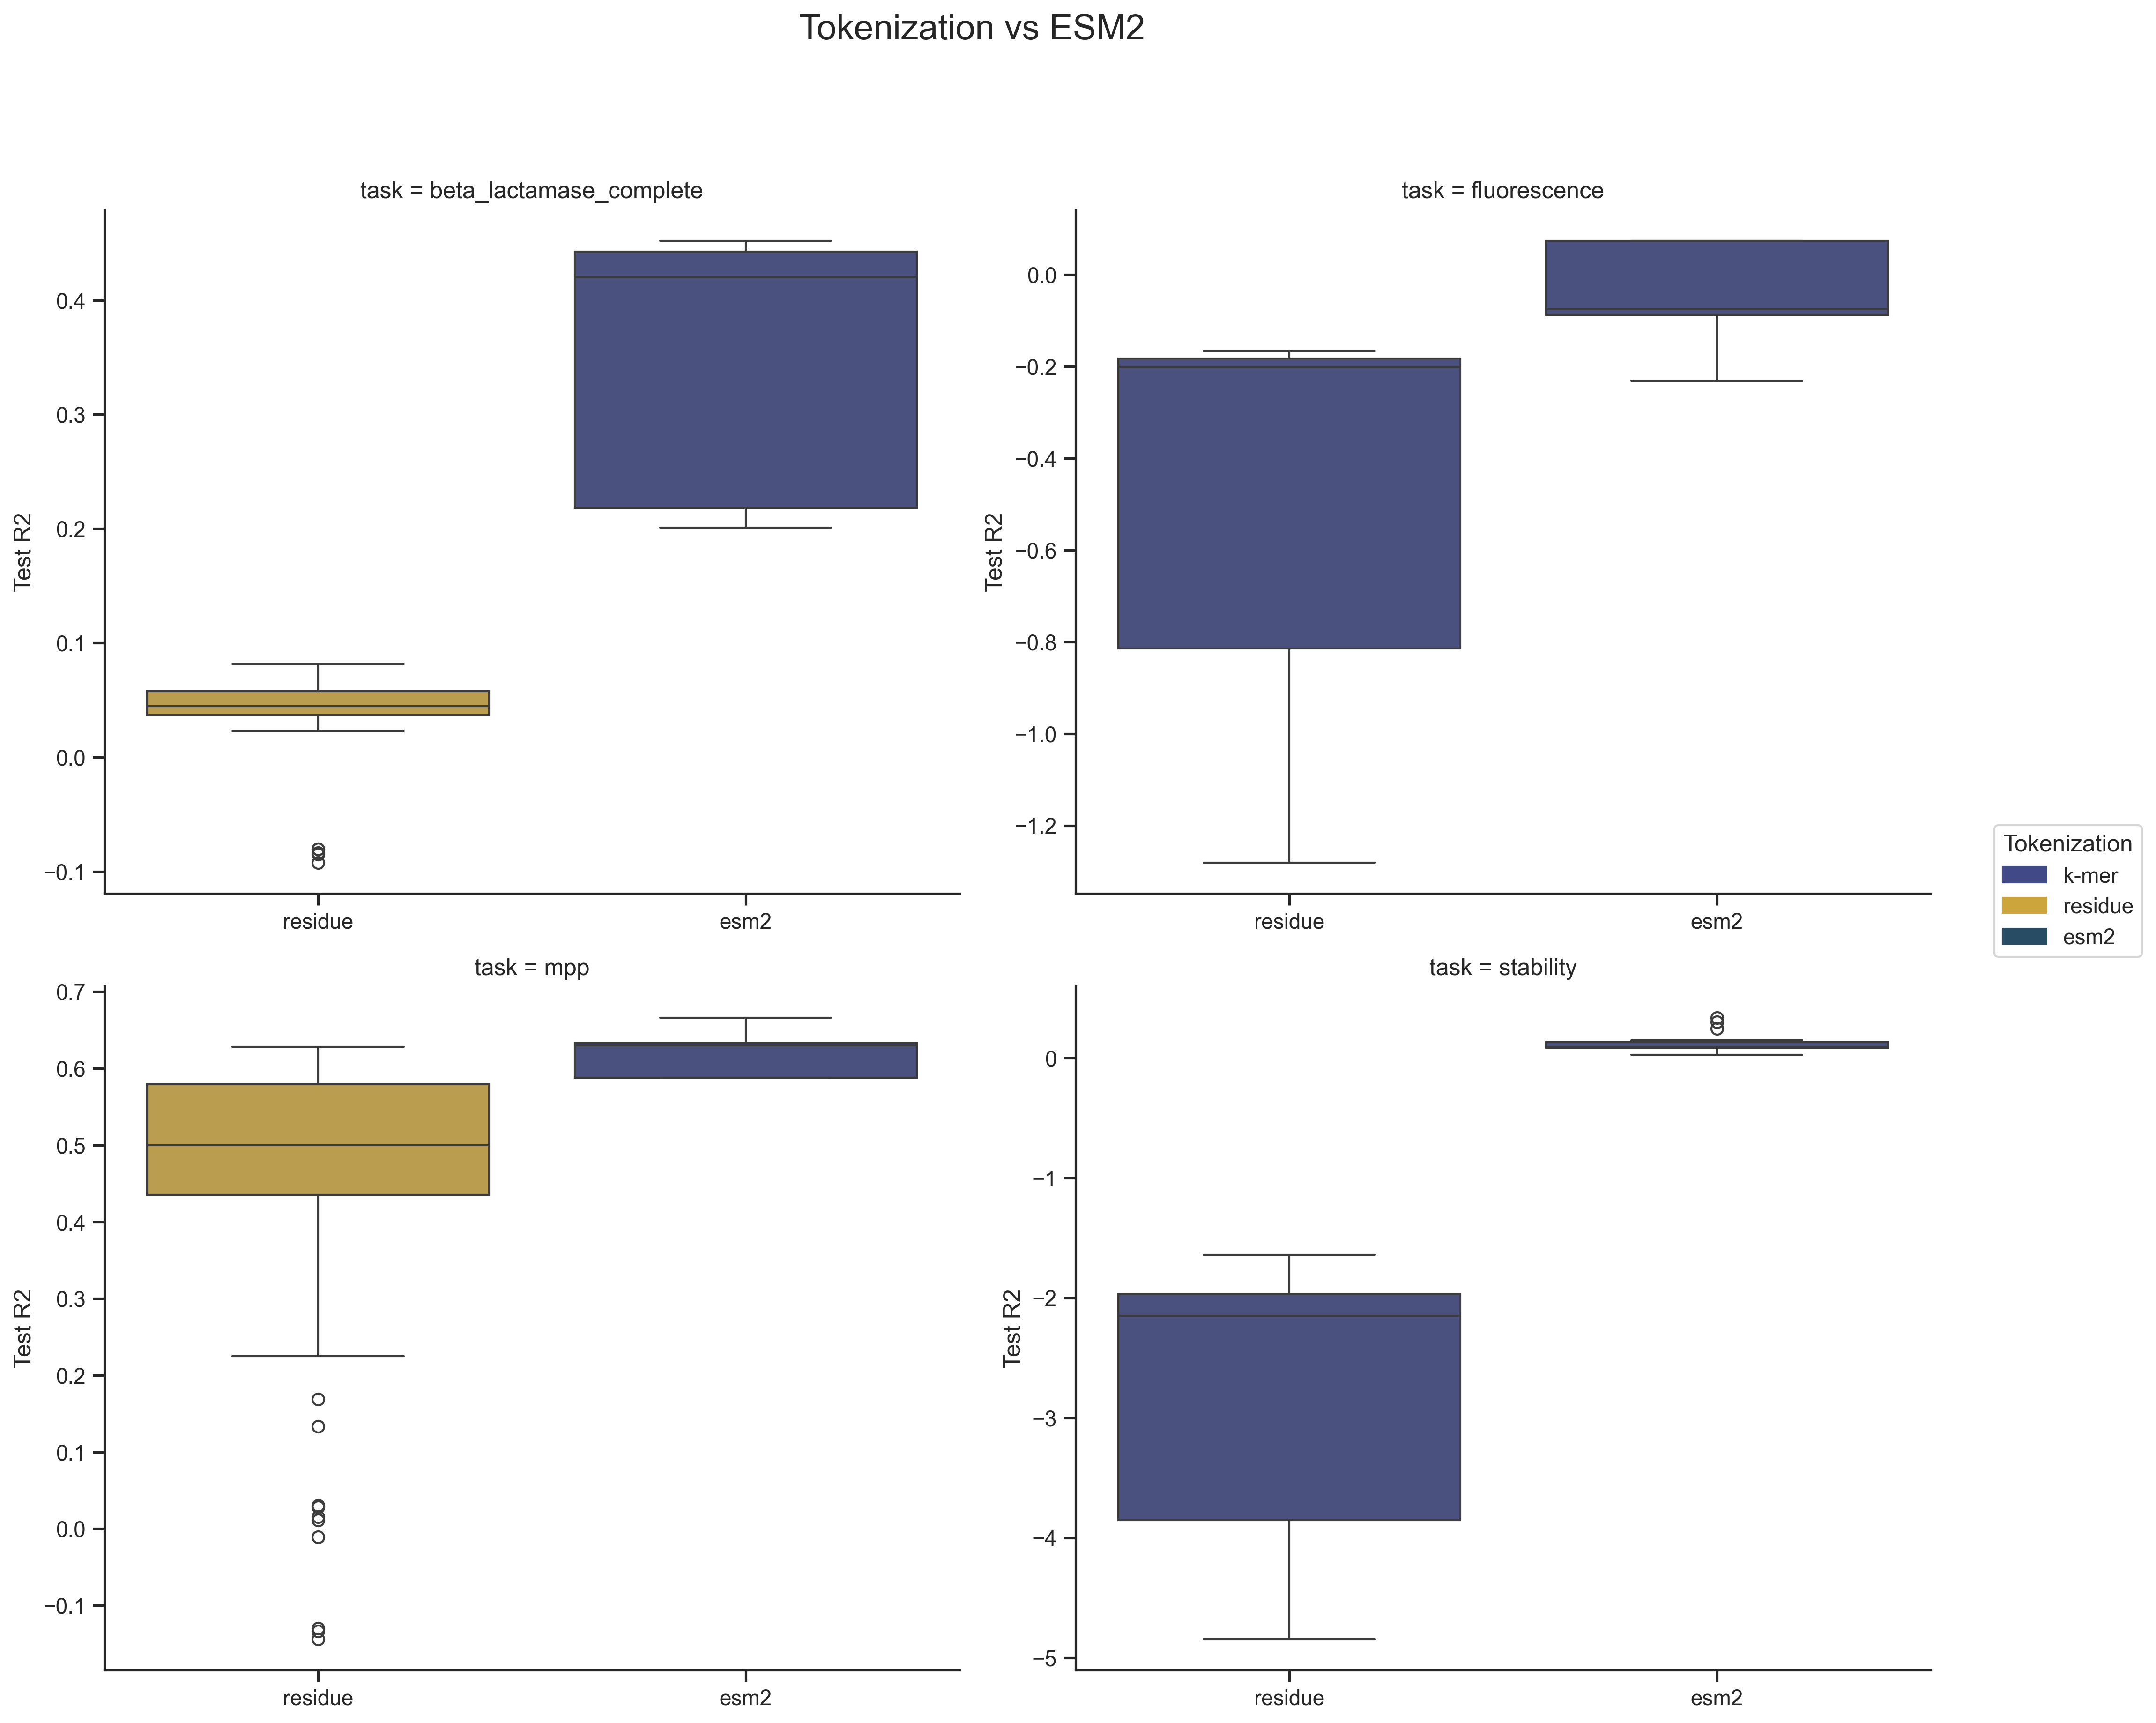 Tokenization vs ESM2
task = beta_lactamase_complete
Test R2
0.4
0.3
0.2
0.1
0.0
−0.1
residue
esm2
task = fluorescence
Test R2
0.0
−0.2
−0.4
−0.6
−0.8
−1.0
−1.2
residue
esm2
Tokenization
k-mer
residue
esm2
task = mpp
Test R2
0.7
0.6
0.5
0.4
0.3
0.2
0.1
0.0
−0.1
residue
esm2
task = stability
Test R2
0
−1
−2
−3
−4
−5
residue
esm2